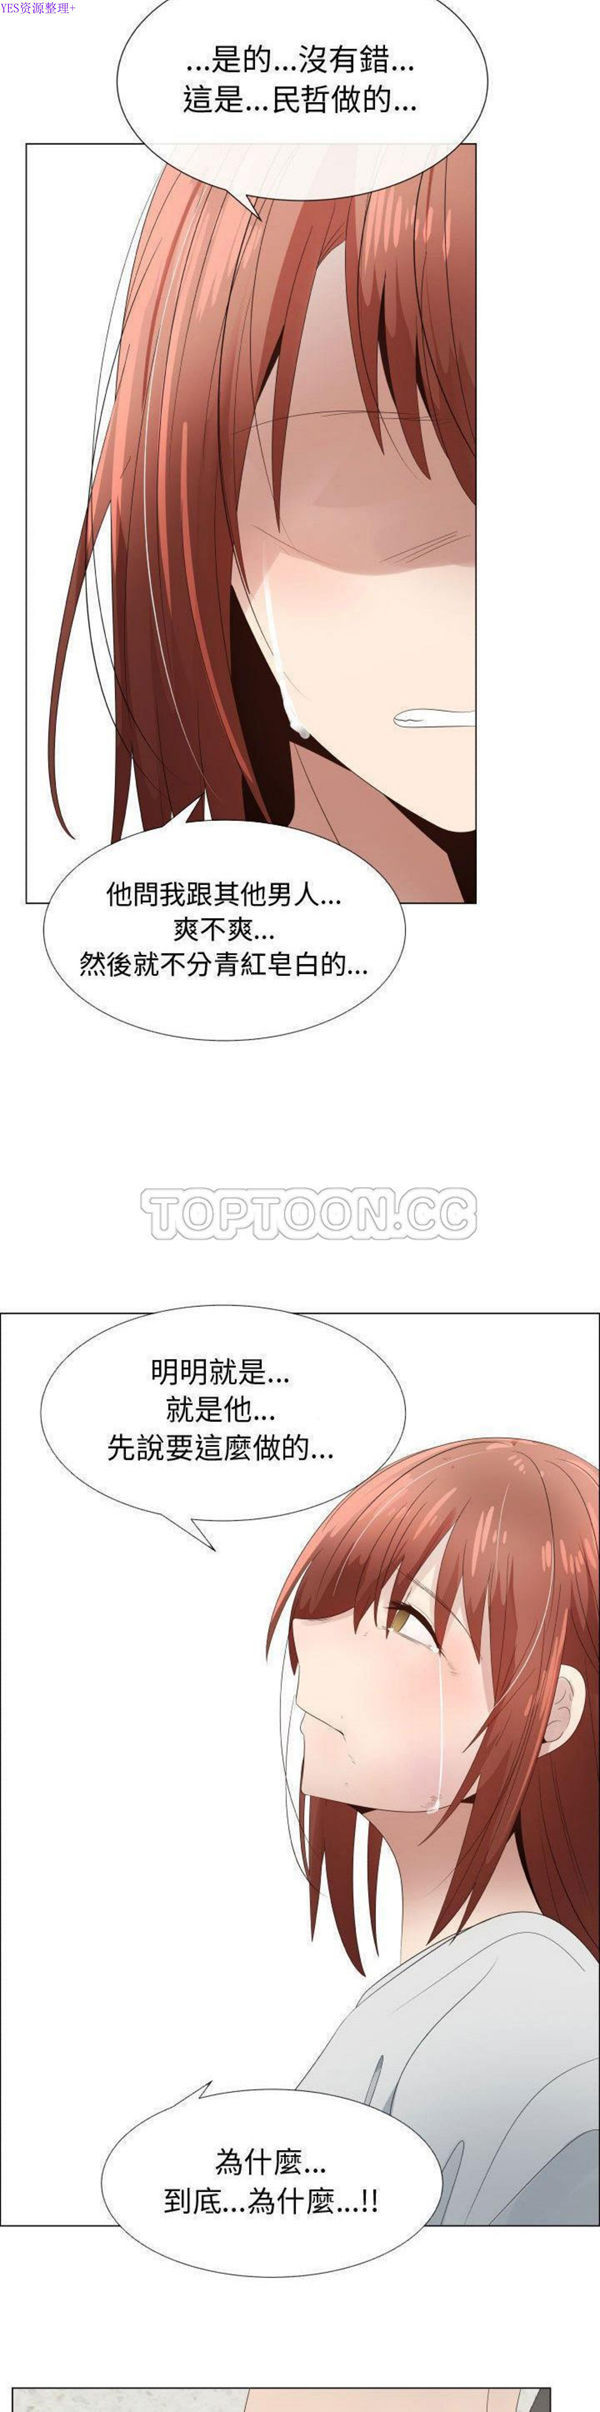 YES资源整理+
...是的...沒有錯...
這是...民哲做的...
他問我跟其他男人...
爽不爽...
然後就不分青紅皂白的...
TOPTOON.CC
明明就是...
就是他...
先說要這麼做的...
為什麼...
到底...為什麼...!!